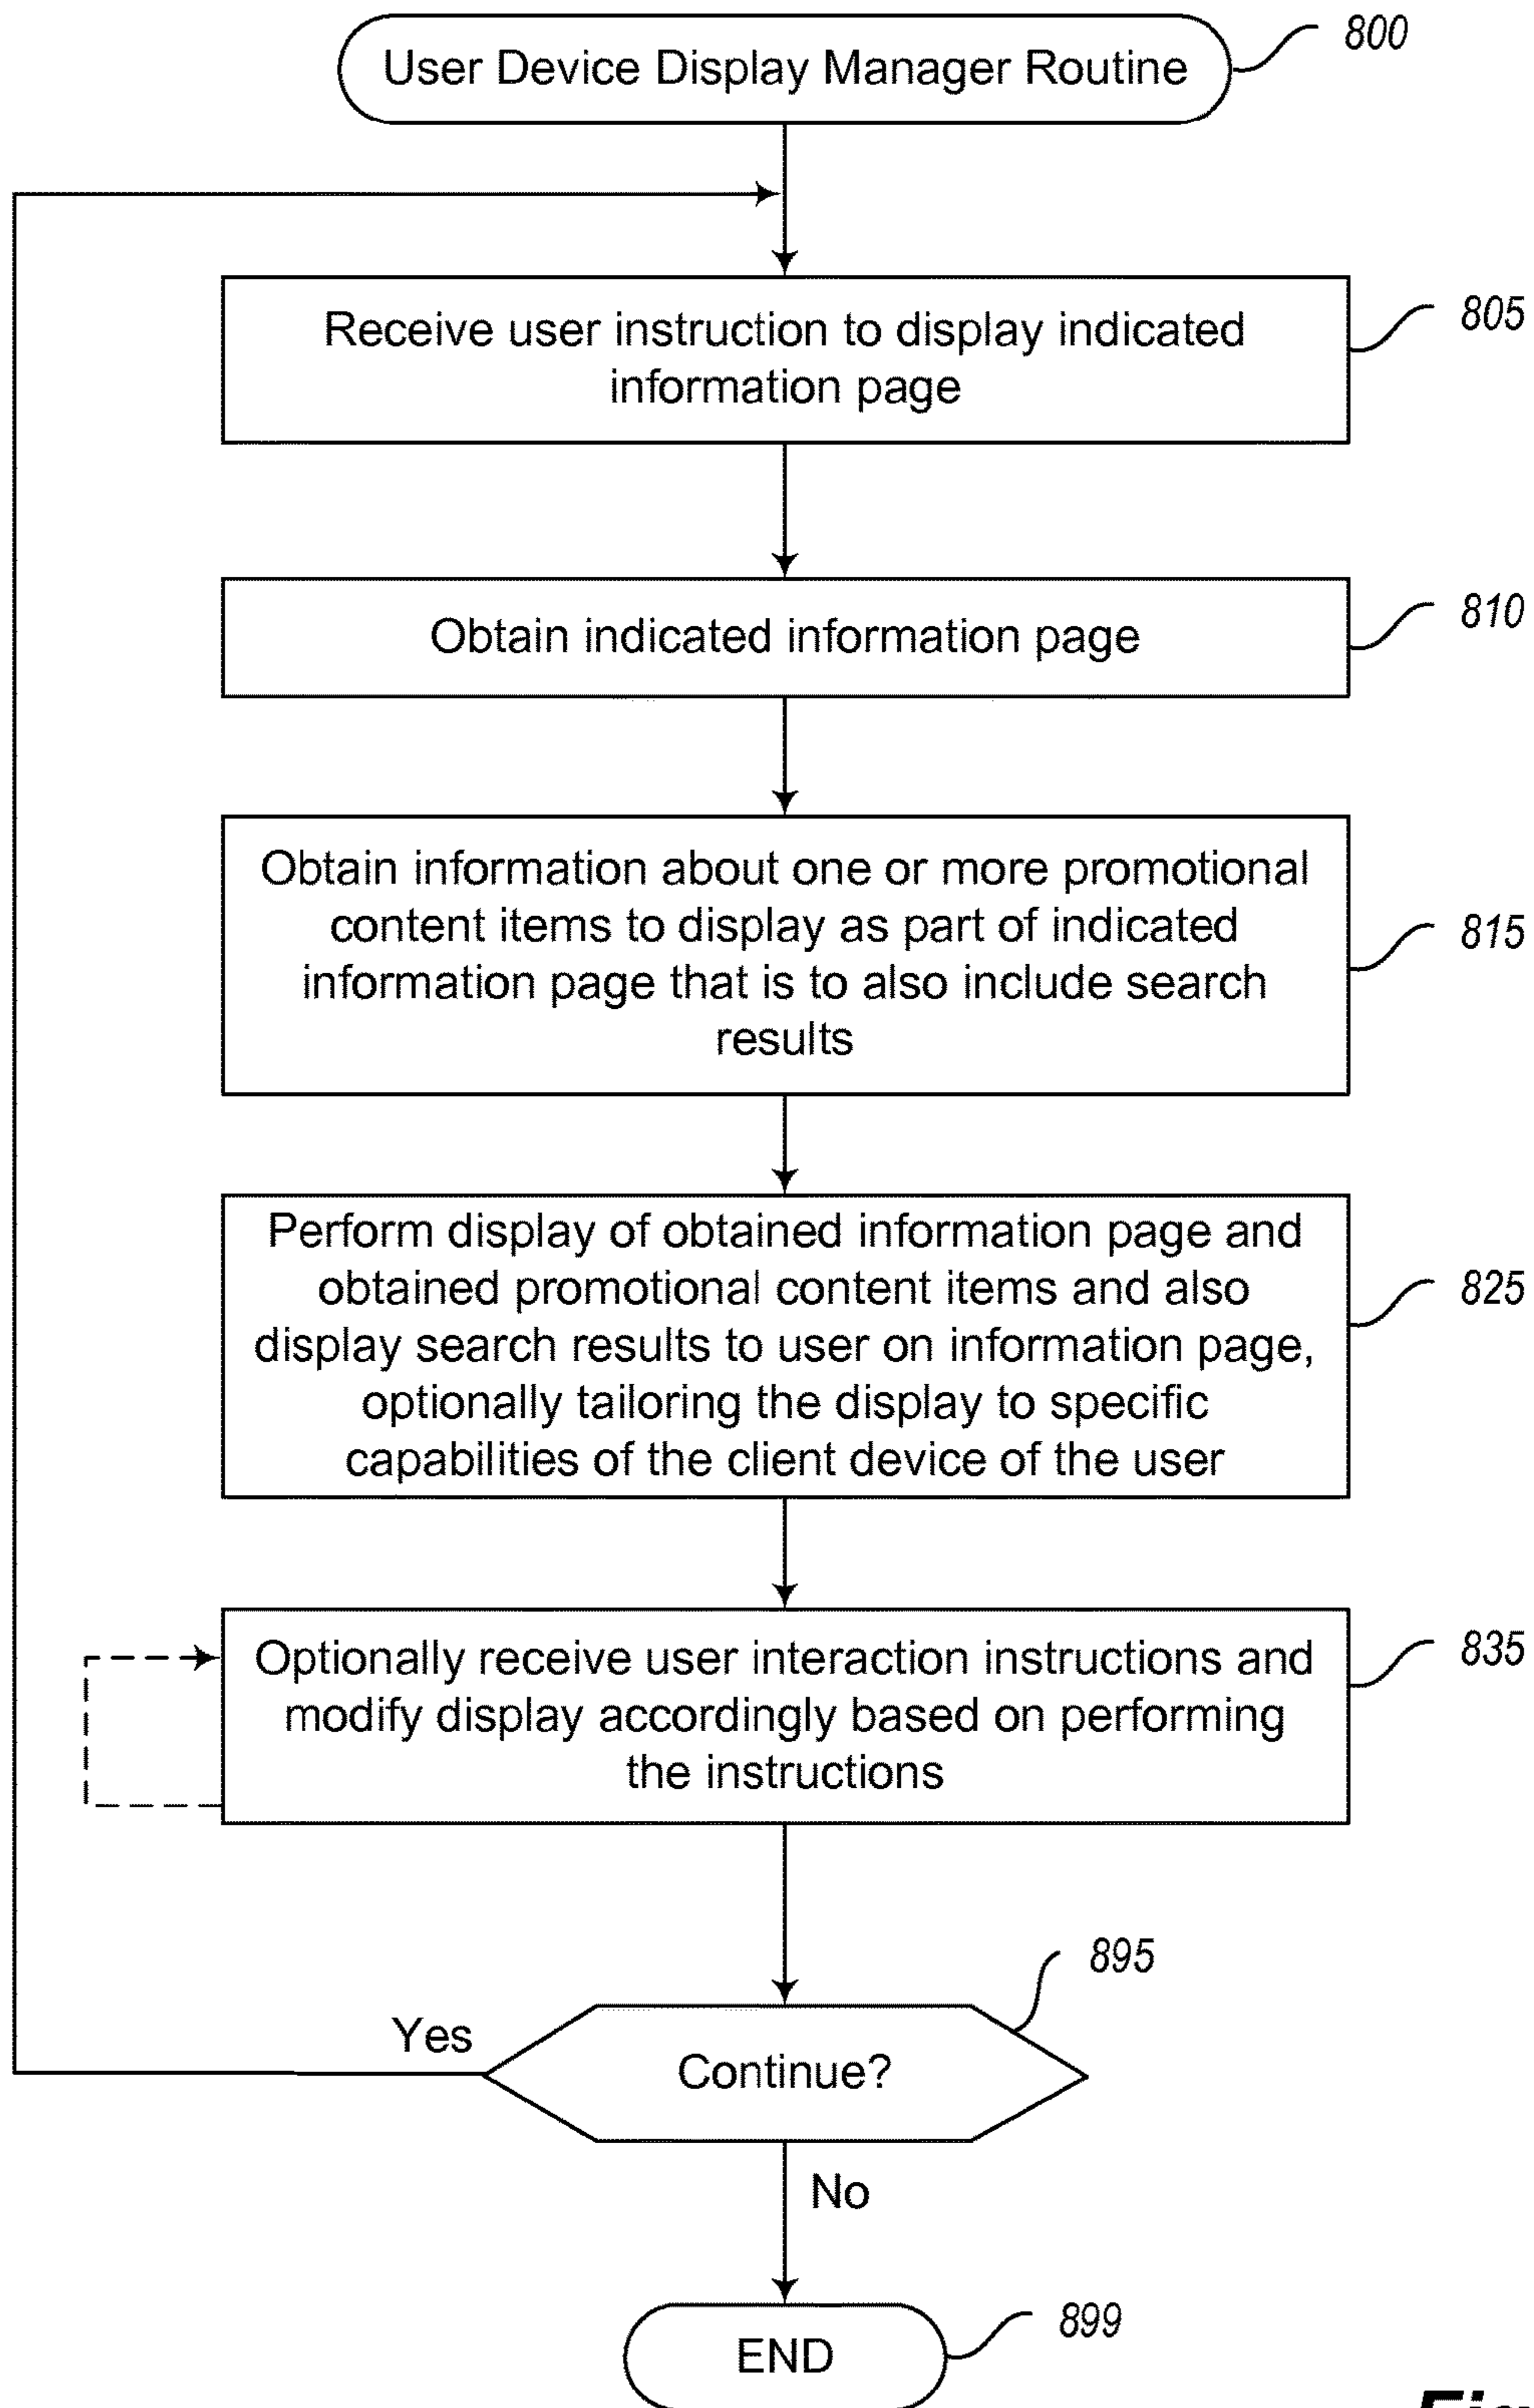 User Device Display Manager Routine
800
Receive user instruction to display indicated
information page
805
Obtain indicated information page
810
Obtain information about one or more promotional
content items to display as part of indicated
information page that is to also include search
results
815
Perform display of obtained information page and
obtained promotional content items and also
display search results to user on information page,
optionally tailoring the display to specific
capabilities of the client device of the user
825
Optionally receive user interaction instructions and
modify display accordingly based on performing
the instructions
835
895
Yes
Continue?
No
END
899